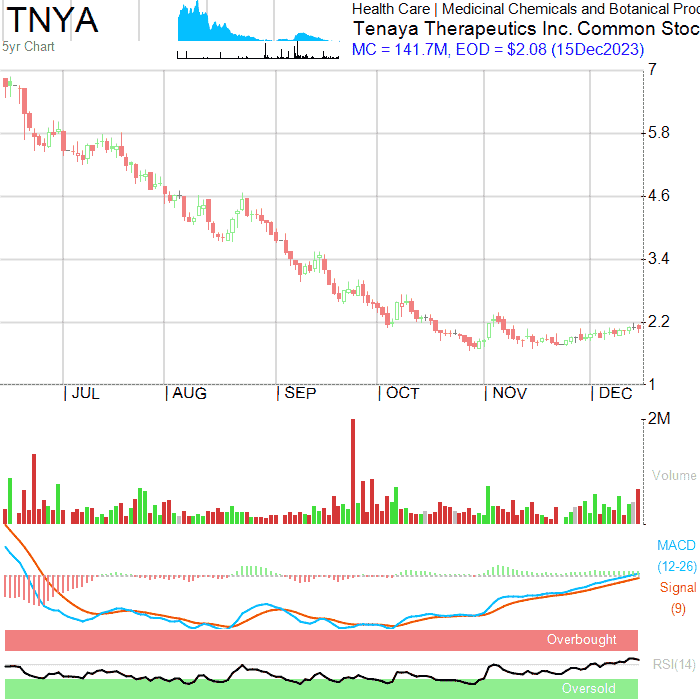 TNYA
5yr Chart
Health Care | Medicinal Chemicals and Botanical Proc
Tenaya Therapeutics Inc. Common Stoc
MC = 141.7M, EOD = $2.08 (15Dec2023)
7
5.8
4.6
3.4
2.2
1
JUL
AUG
SEP
OCT
NOV
DEC
2M
Volume
MACD
(12-26)
Signal
(9)
Overbought
RSI(14)
Oversold